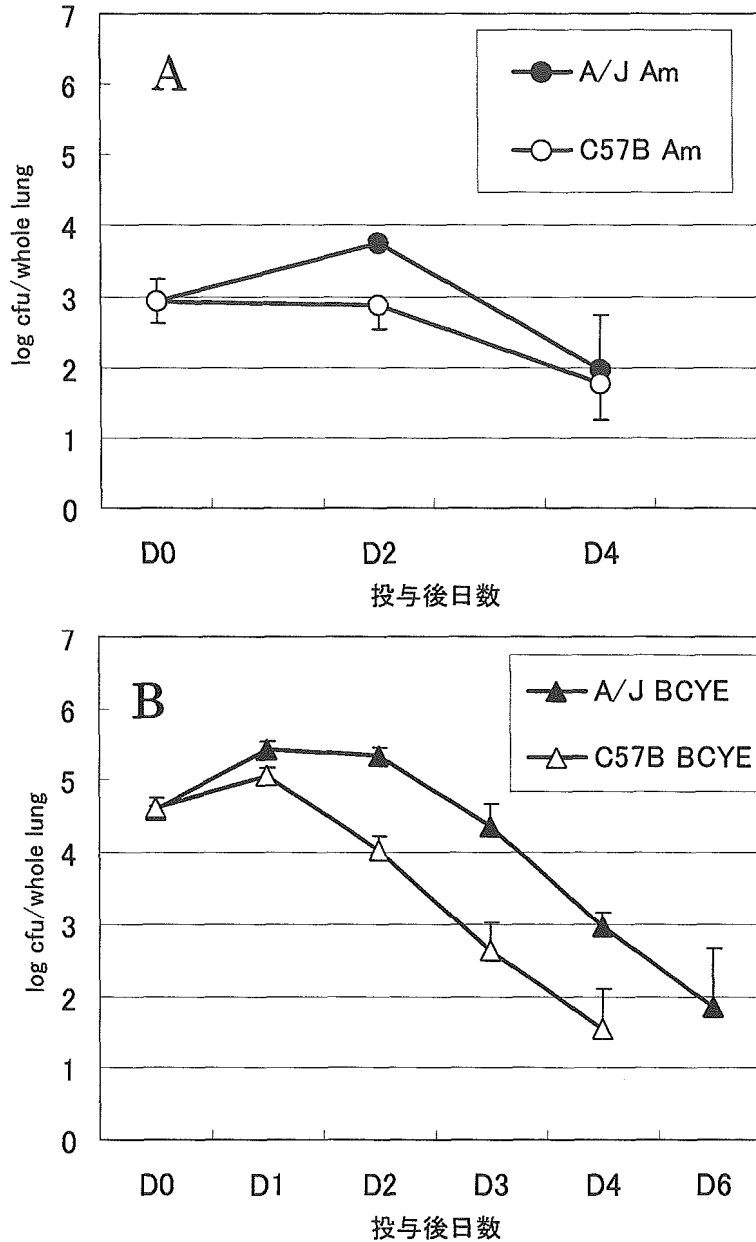 A
A/J Am
C57B Am
log cfu/whole lung
7
6
5
4
3
2
1
0
D0 D2 D4
投与後日数
B
A/J BCYE
C57B BCYE
log cfu/whole lung
7
6
5
4
3
2
1
0
D0 D1 D2 D3 D4 D6
投与後日数